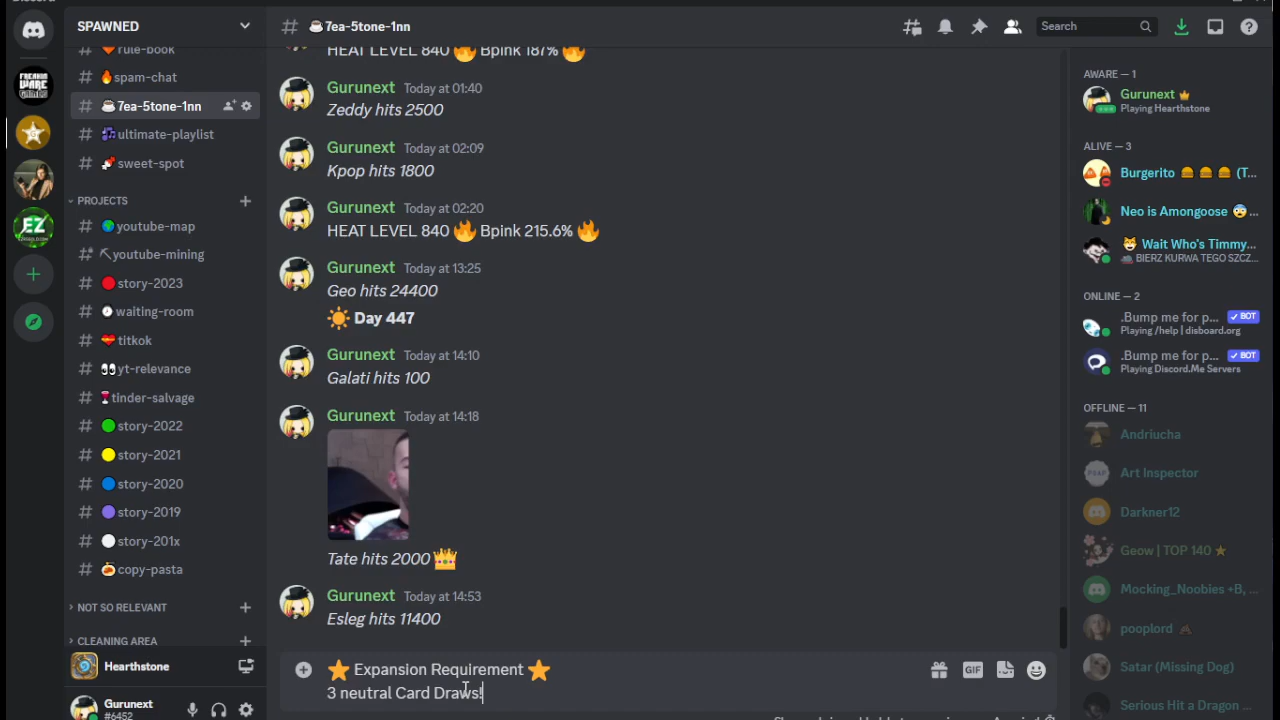 SPAWNED
7ea-5tone-1nn
Search
rule-book
spam-chat
7ea-5tone-1nn
ultimate-playlist
sweet-spot
PROJECTS
youtube-map
youtube-mining
story-2023
waiting-room
titkok
yt-relevance
tinder-salvage
story-2022
story-2021
story-2020
story-2019
story-201x
copy-pasta
NOT SO RELEVANT
CLEANING AREA
Hearthstone
Gurunext
#6452
FREAKIN
WARE
GAMERS
EZ
HEAT LEVEL 840 🔥 Bpink 187% 🔥
Gurunext Today at 01:40
Zeddy hits 2500
Gurunext Today at 02:09
Kpop hits 1800
Gurunext Today at 02:20
HEAT LEVEL 840 🔥 Bpink 215.6% 🔥
Gurunext Today at 13:25
Geo hits 24400
☀️ Day 447
Gurunext Today at 14:10
Galati hits 100
Gurunext Today at 14:18
Tate hits 2000 👑
Gurunext Today at 14:53
Esleg hits 11400
⭐ Expansion Requirement ⭐
3 neutral Card Draws!
GIF
AWARE — 1
Gurunext 👑
Playing Hearthstone
ALIVE — 3
Burgerito 🍔 🍔 🍔 (T...
Neo is Amongoose 😨 ...
🐱 Wait Who's Timmy...
BIERZ KURWA TEGO SZCZ...
ONLINE — 2
.Bump me for p... ✓ BOT
Playing /help | disboard.org
.Bump me for p... ✓ BOT
Playing Discord.Me Servers
OFFLINE — 11
Andriucha
Art Inspector
Darkner12
Geow | TOP 140 ★
Mocking_Noobies +B, ...
pooplord 💩
Satar (Missing Dog)
Serious Hit a Dragon ...